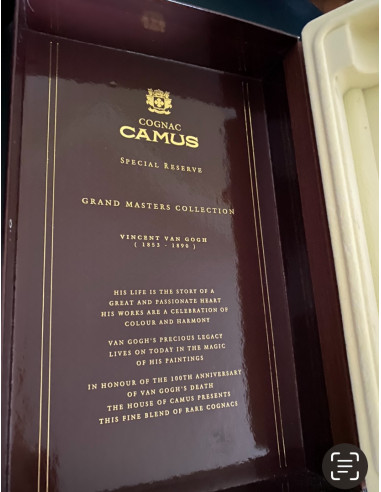 COGNAC
CAMUS
SPECIAL RESERVE
GRAND MASTERS COLLECTION
VINCENT VAN GOGH
( 1853 - 1890 )
HIS LIFE IS THE STORY OF A
GREAT AND PASSIONATE HEART
HIS WORKS ARE A CELEBRATION OF
COLOUR AND HARMONY
VAN GOGH'S PRECIOUS LEGACY
LIVES ON TODAY IN THE MAGIC
OF HIS PAINTINGS
IN HONOUR OF THE 100TH ANNIVERSARY
OF VAN GOGH'S DEATH
THE HOUSE OF CAMUS PRESENTS
THIS FINE BLEND OF RARE COGNACS